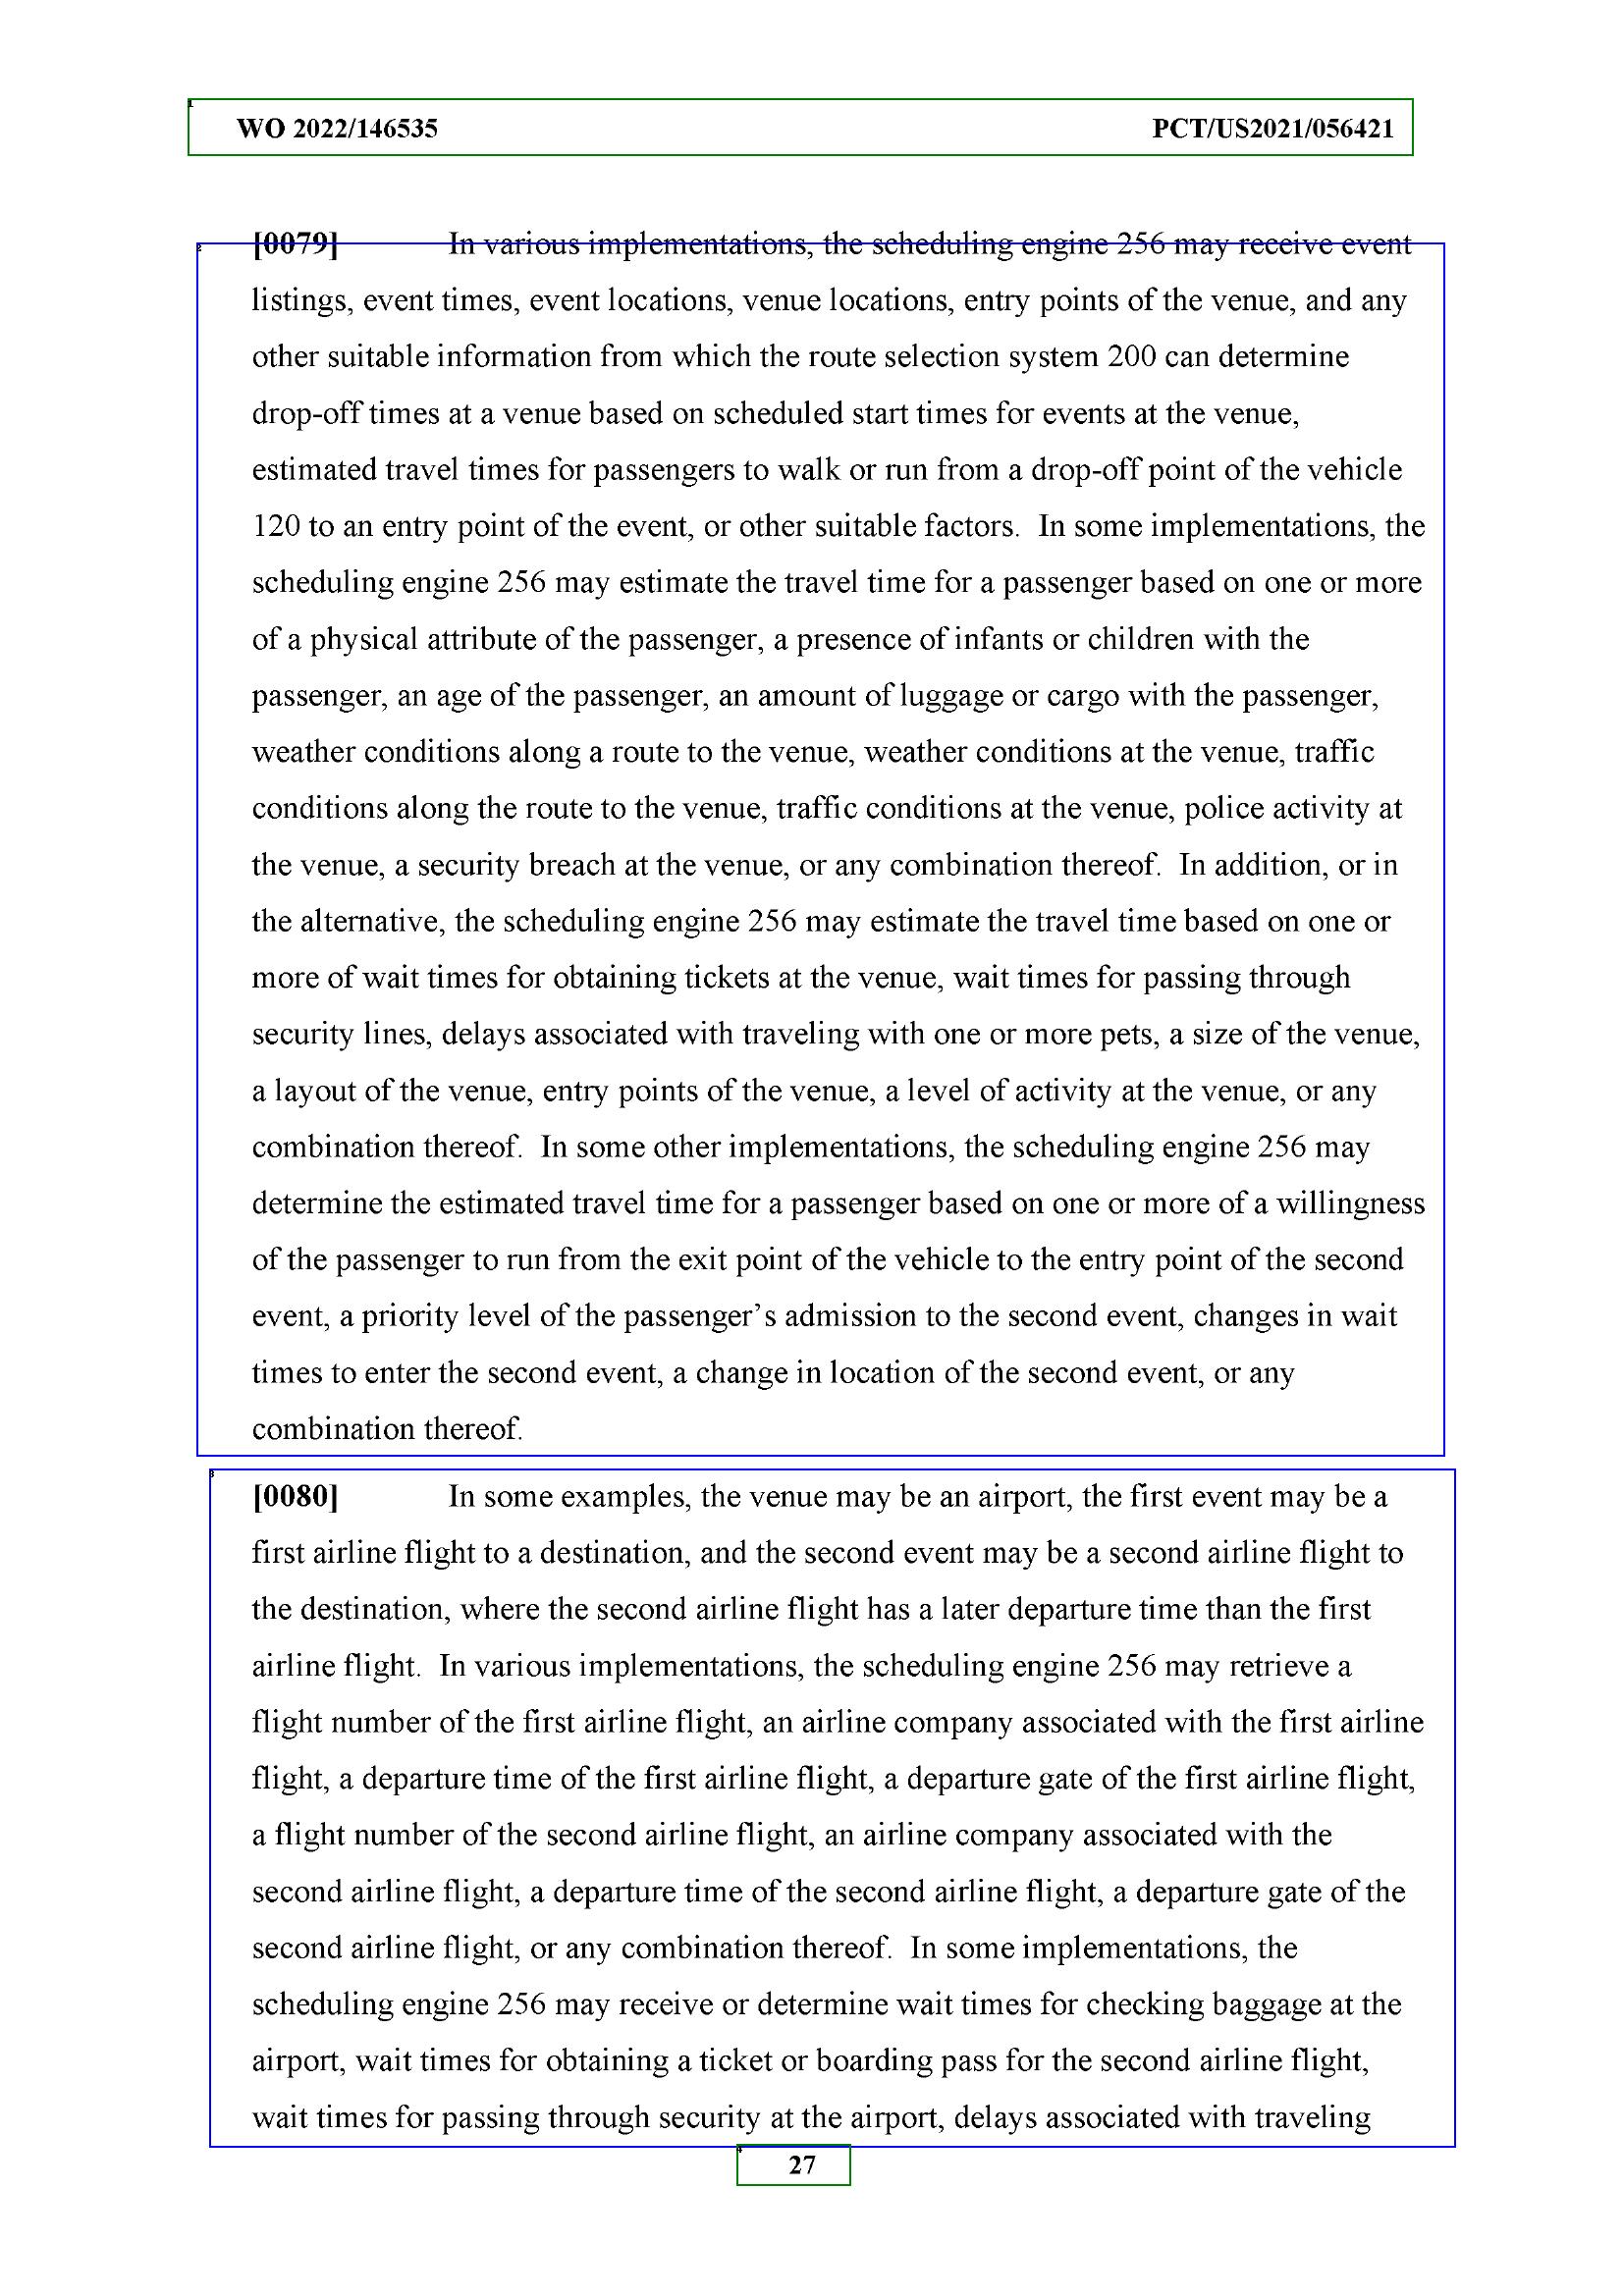 WO 2022/146535 PCT/US2021/056421
[0079] In various implementations, the scheduling engine 256 may receive event
listings, event times, event locations, venue locations, entry points of the venue, and any
other suitable information from which the route selection system 200 can determine
drop-off times at a venue based on scheduled start times for events at the venue,
estimated travel times for passengers to walk or run from a drop-off point of the vehicle
120 to an entry point of the event, or other suitable factors.  In some implementations, the
scheduling engine 256 may estimate the travel time for a passenger based on one or more
of a physical attribute of the passenger, a presence of infants or children with the
passenger, an age of the passenger, an amount of luggage or cargo with the passenger,
weather conditions along a route to the venue, weather conditions at the venue, traffic
conditions along the route to the venue, traffic conditions at the venue, police activity at
the venue, a security breach at the venue, or any combination thereof.  In addition, or in
the alternative, the scheduling engine 256 may estimate the travel time based on one or
more of wait times for obtaining tickets at the venue, wait times for passing through
security lines, delays associated with traveling with one or more pets, a size of the venue,
a layout of the venue, entry points of the venue, a level of activity at the venue, or any
combination thereof.  In some other implementations, the scheduling engine 256 may
determine the estimated travel time for a passenger based on one or more of a willingness
of the passenger to run from the exit point of the vehicle to the entry point of the second
event, a priority level of the passenger’s admission to the second event, changes in wait
times to enter the second event, a change in location of the second event, or any
combination thereof.
[0080] In some examples, the venue may be an airport, the first event may be a
first airline flight to a destination, and the second event may be a second airline flight to
the destination, where the second airline flight has a later departure time than the first
airline flight.  In various implementations, the scheduling engine 256 may retrieve a
flight number of the first airline flight, an airline company associated with the first airline
flight, a departure time of the first airline flight, a departure gate of the first airline flight,
a flight number of the second airline flight, an airline company associated with the
second airline flight, a departure time of the second airline flight, a departure gate of the
second airline flight, or any combination thereof.  In some implementations, the
scheduling engine 256 may receive or determine wait times for checking baggage at the
airport, wait times for obtaining a ticket or boarding pass for the second airline flight,
wait times for passing through security at the airport, delays associated with traveling
27